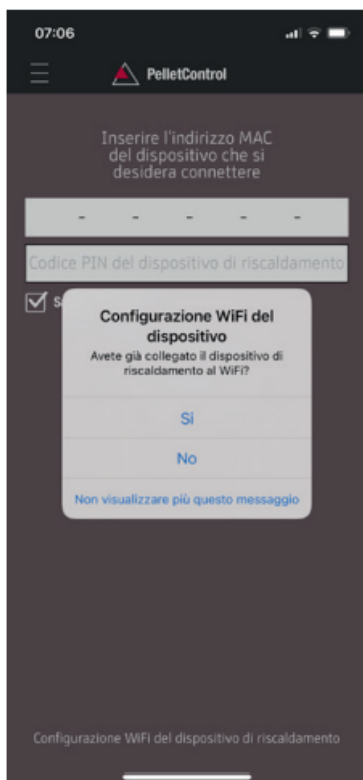 07:06
PelletControl
Inserire l'indirizzo MAC
del dispositivo che si
desidera connettere
- - - - -
Codice PIN del dispositivo di riscaldamento
Configurazione WiFi del
dispositivo
Avete già collegato il dispositivo di
riscaldamento al WiFi?
Si
No
Non visualizzare più questo messaggio
Configurazione WiFi del dispositivo di riscaldamento